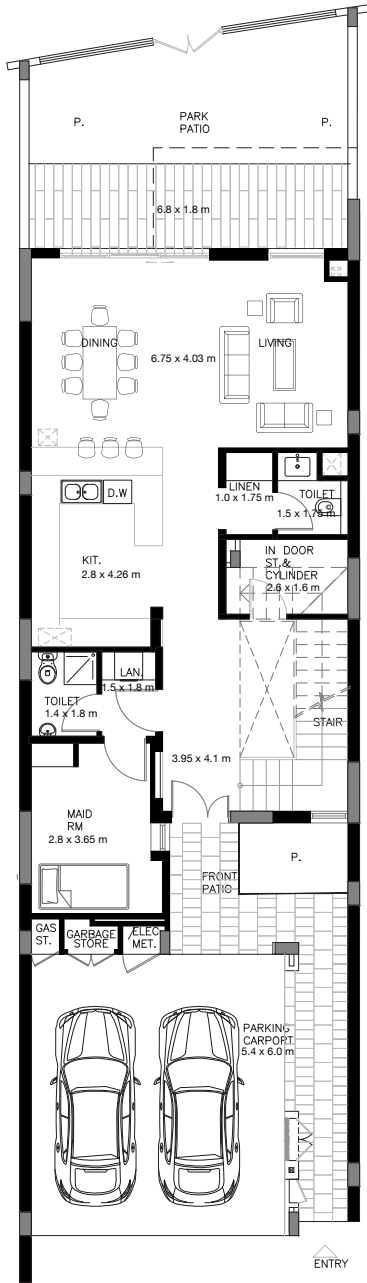 P.
PARK
PATIO
P.
6.8 x 1.8 m
DINING
6.75 x 4.03 m
LIVING
D.W
LINEN
1.0 x 1.75 m
TOILET
1.5 x 1.75 m
KIT.
2.8 x 4.26 m
IN DOOR
ST.&
CYLINDER
2.6 x 1.6 m
LAN.
1.5 x 1.8 m
TOILET
1.4 x 1.8 m
STAIR
3.95 x 4.1 m
MAID
RM
2.8 x 3.65 m
P.
FRONT
PATIO
GAS
ST.
GARBAGE
STORE
ELEC
MET.
PARKING
CARPORT
5.4 x 6.0 m
ENTRY